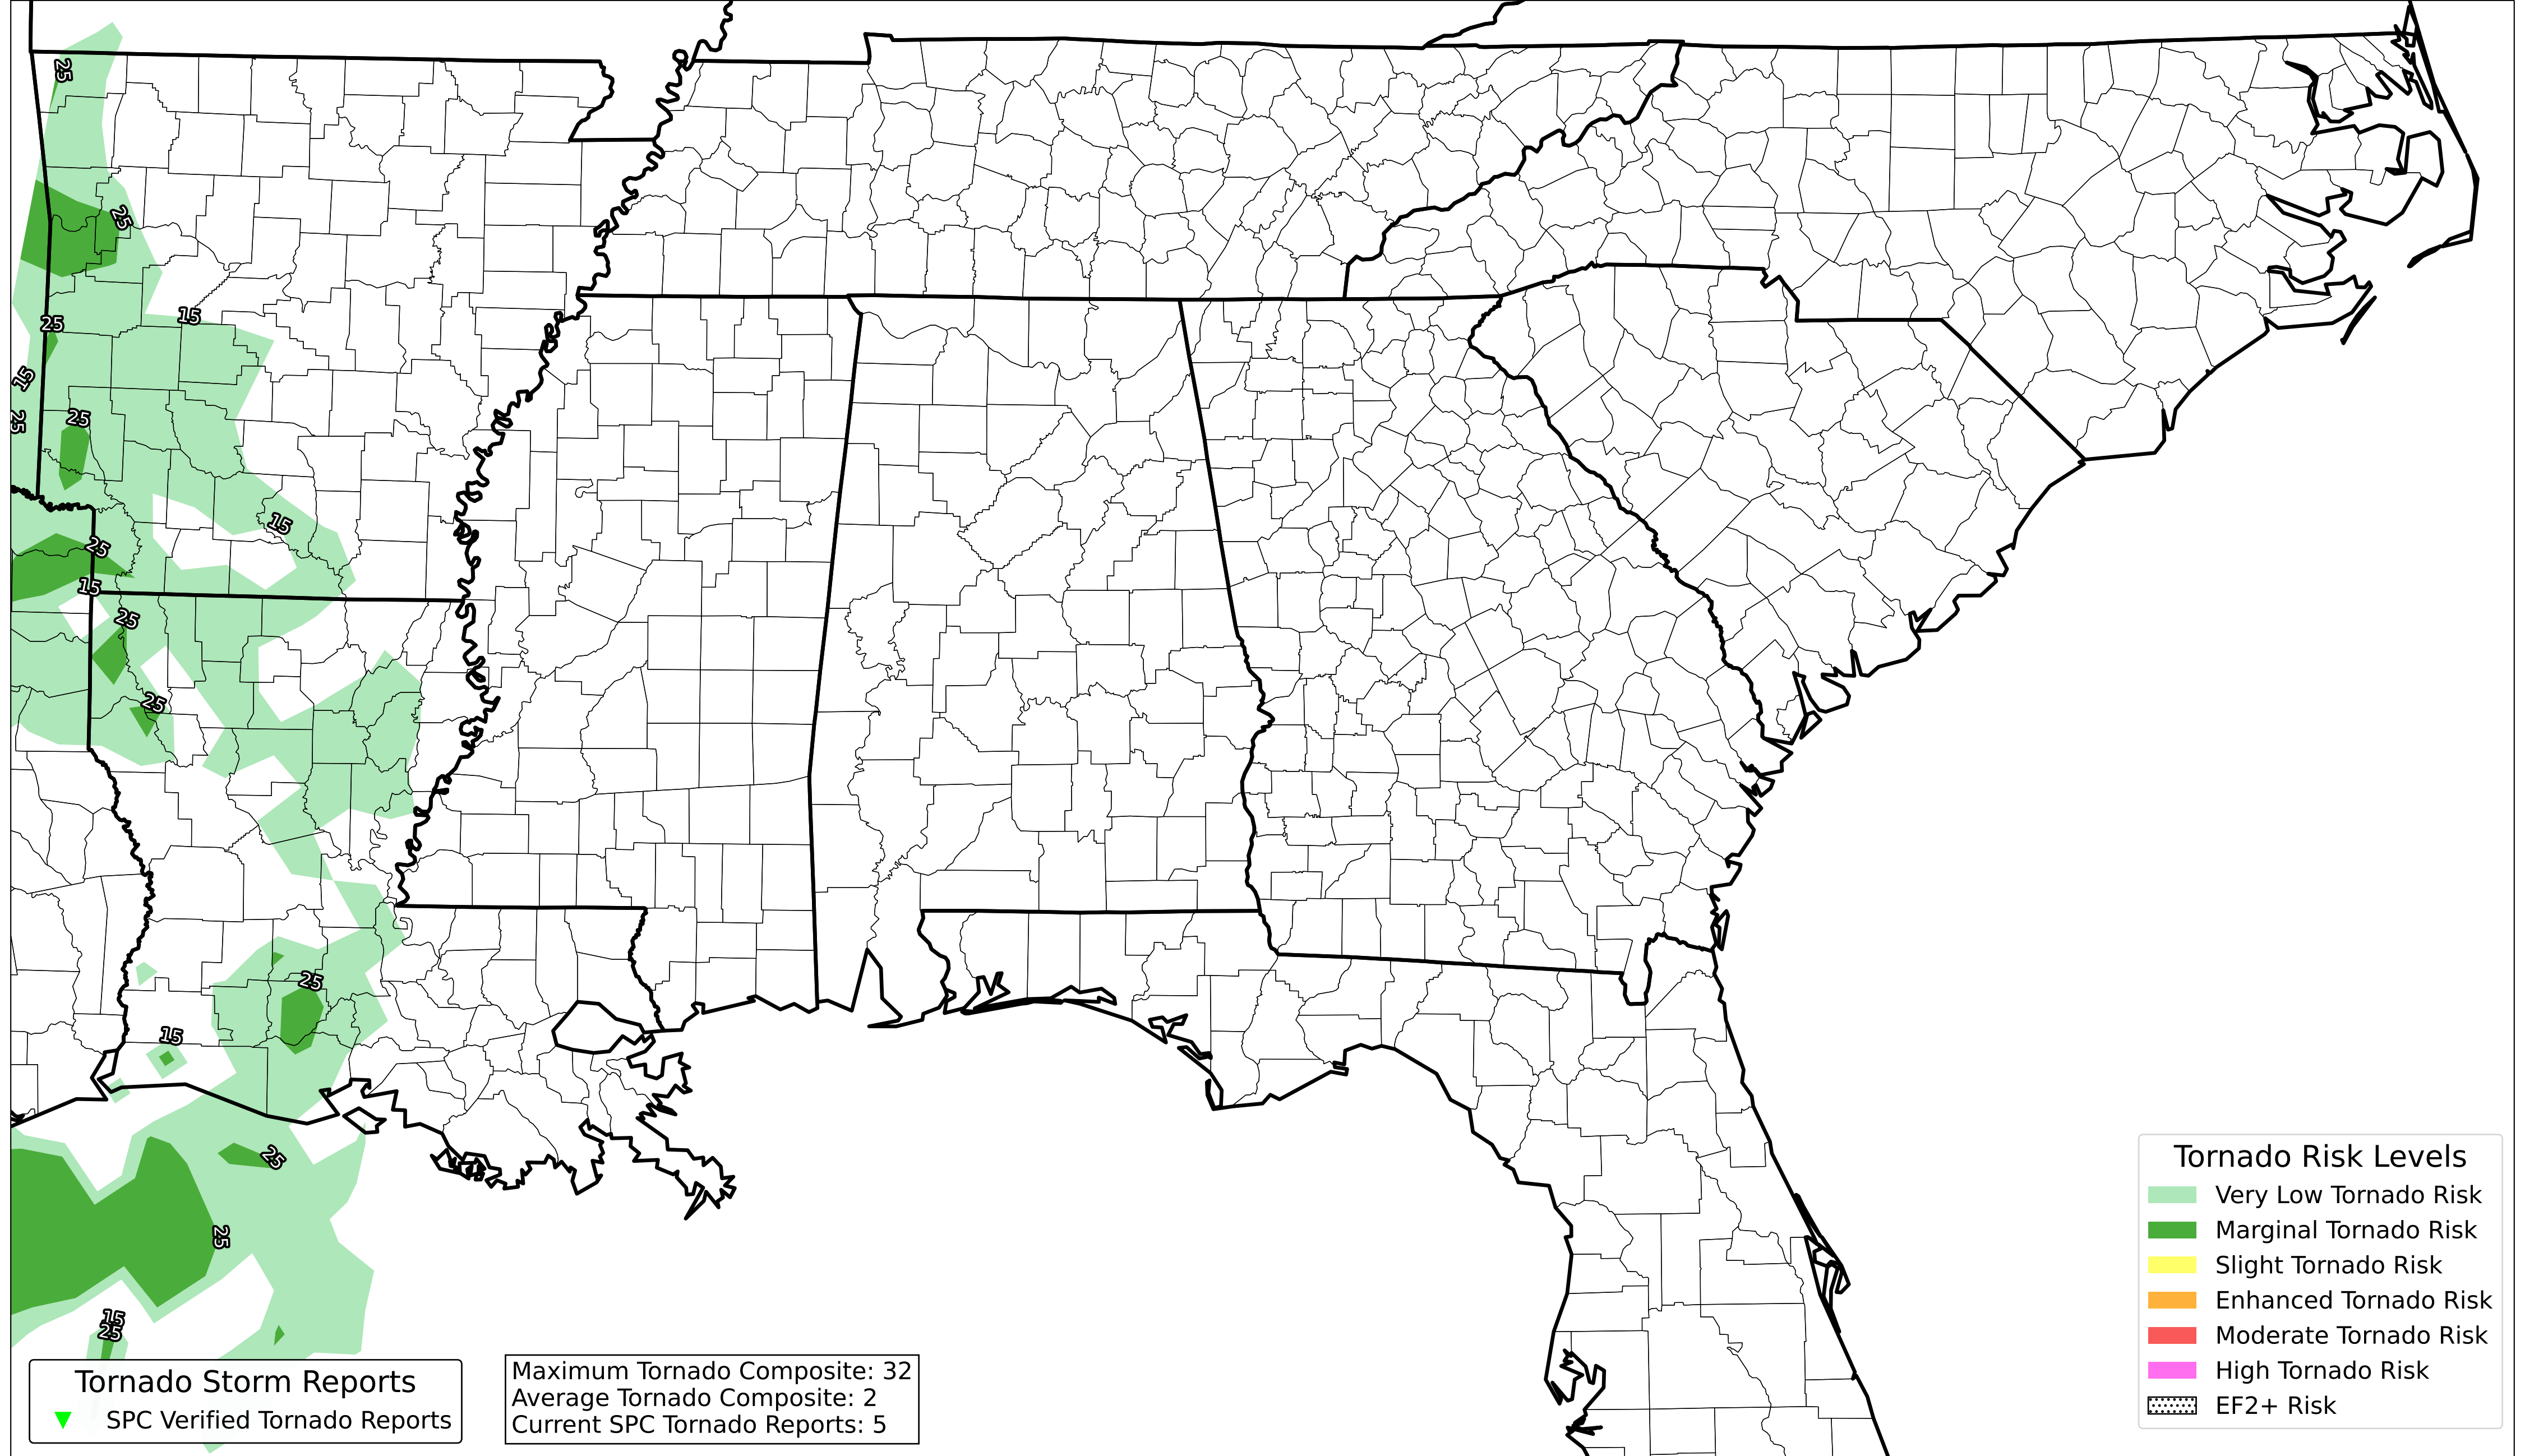 25
25
15
25
15
25
25
15
25
15
25
25
25
15
25
25
15
25
Tornado Storm Reports
SPC Verified Tornado Reports
Maximum Tornado Composite: 32
Average Tornado Composite: 2
Current SPC Tornado Reports: 5
Tornado Risk Levels
Very Low Tornado Risk
Marginal Tornado Risk
Slight Tornado Risk
Enhanced Tornado Risk
Moderate Tornado Risk
High Tornado Risk
EF2+ Risk